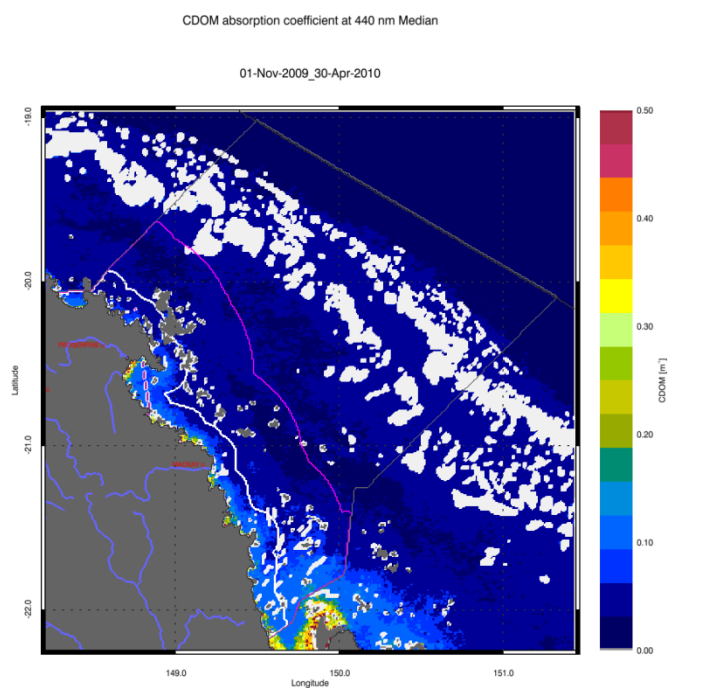 CDOM absorption coefficient at 440 nm Median
01-Nov-2009_30-Apr-2010
-19.0
-20.0
-21.0
-22.0
Latitude
149.0
150.0
151.0
Longitude
0.50
0.40
0.30
0.20
0.10
0.00
CDOM [m⁻¹]